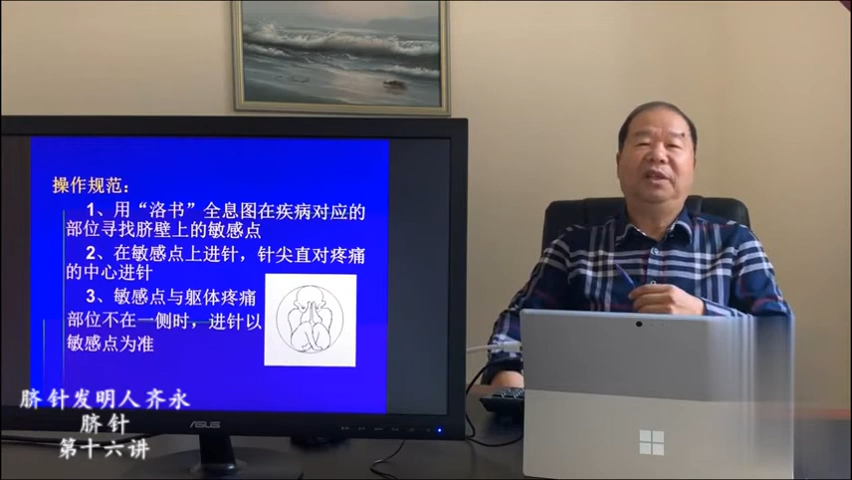 操作规范：
1、用“洛书”全息图在疾病对应的
部位寻找脐壁上的敏感点
2、在敏感点上进针，针尖直对疼痛
的中心进针
3、敏感点与躯体疼痛
部位不在一侧时，进针以
敏感点为准
脐针发明人齐永
脐针
第十六讲
ASUS